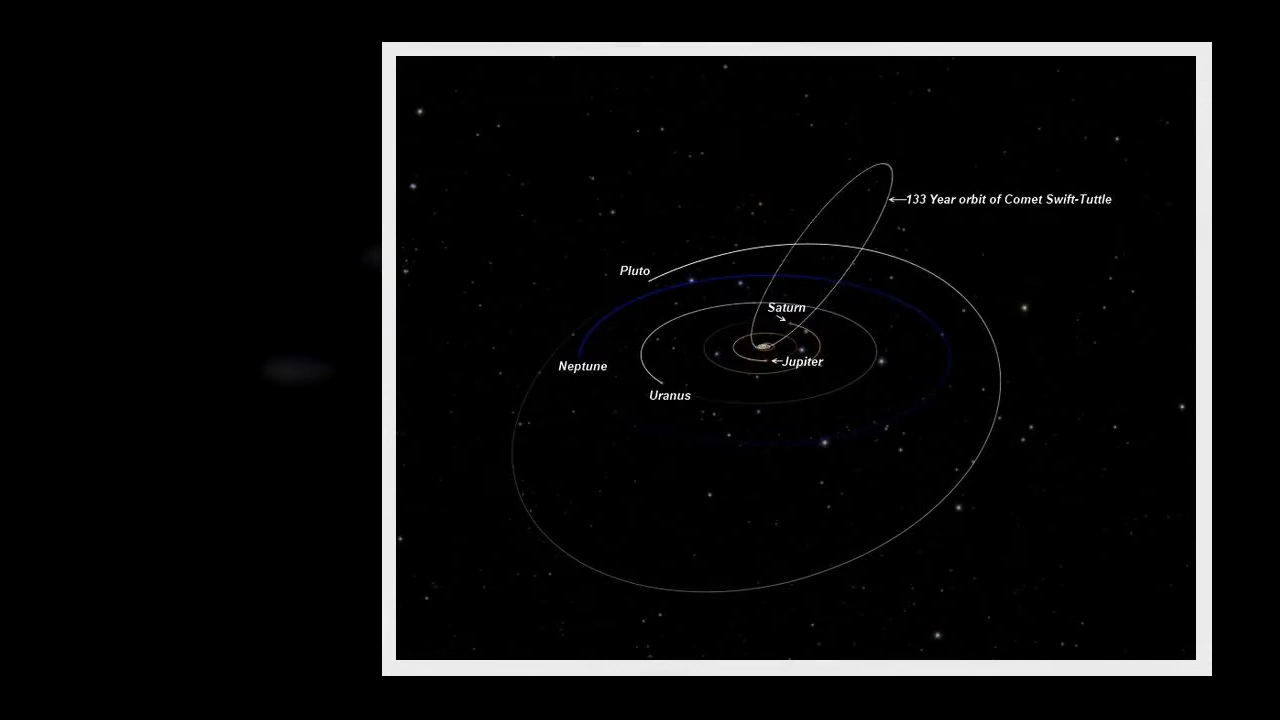 133 Year orbit of Comet Swift-Tuttle
Pluto
Saturn
Jupiter
Neptune
Uranus